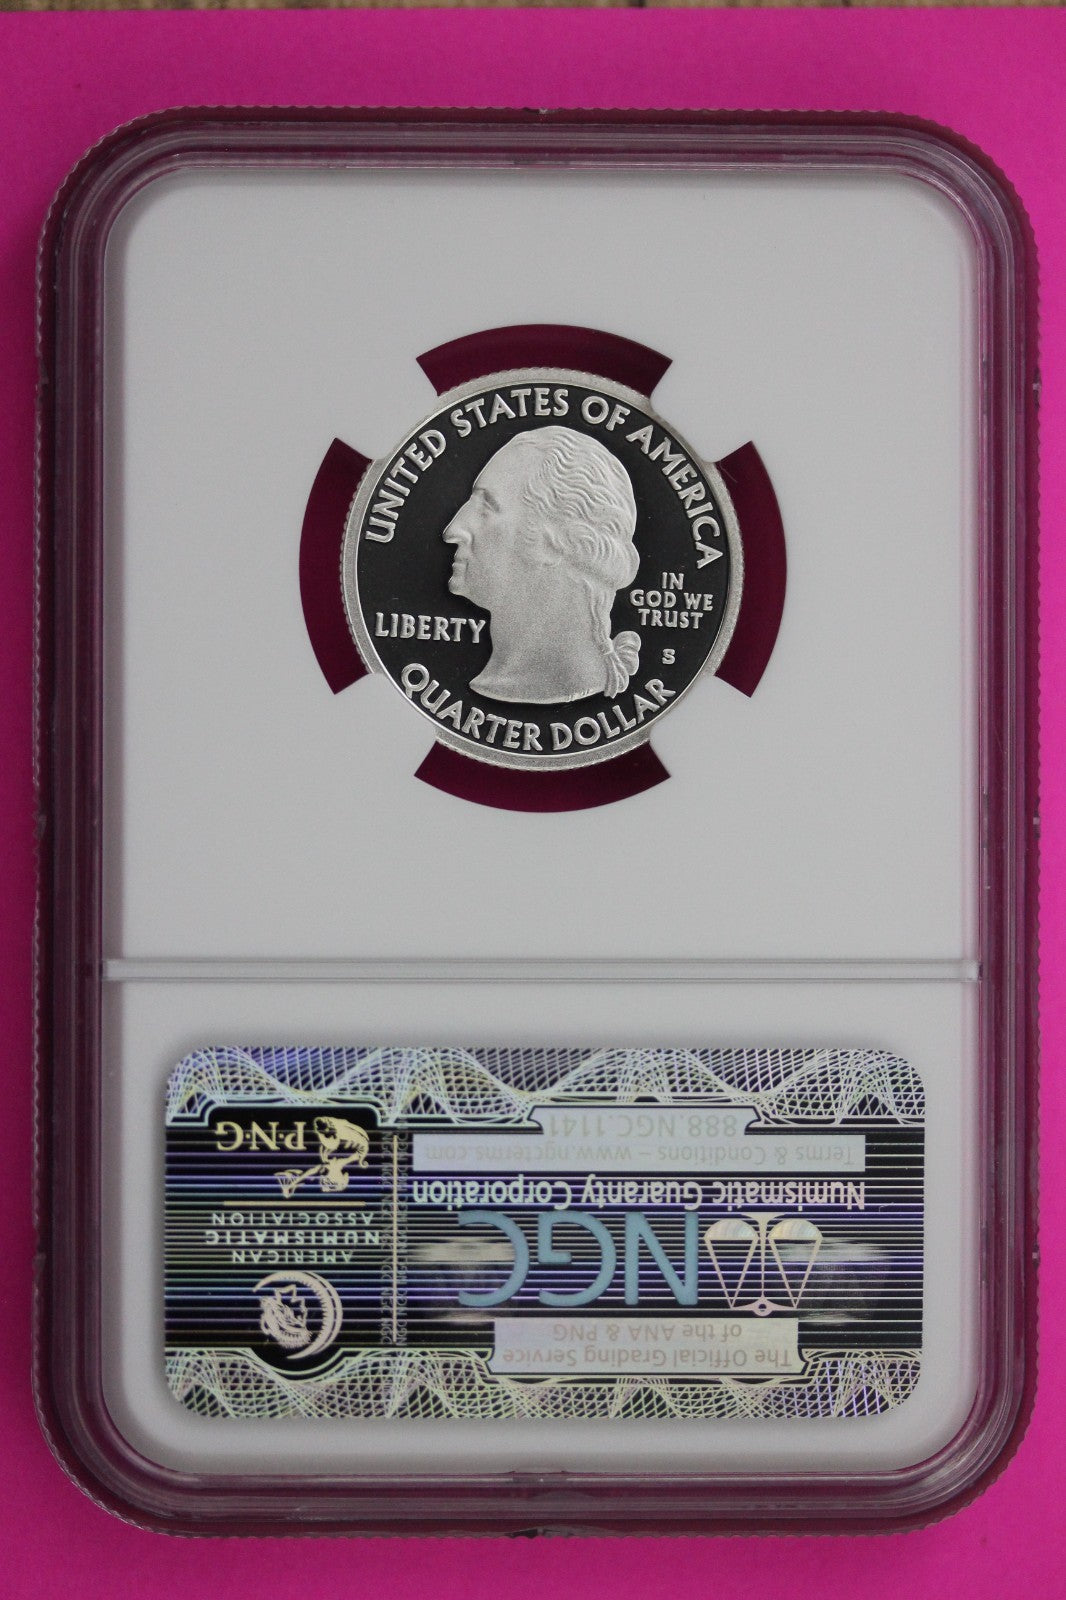 UNITED STATES OF AMERICA
LIBERTY
IN
GOD WE
TRUST
S
QUARTER DOLLAR
The Official Grading Service
of the ANA & PNG
NGC
Numismatic Guaranty Corporation
Terms & Conditions – www.ngcterms.com
888 NGC 1141
AMERICAN
NUMISMATIC
ASSOCIATION
P·N·G